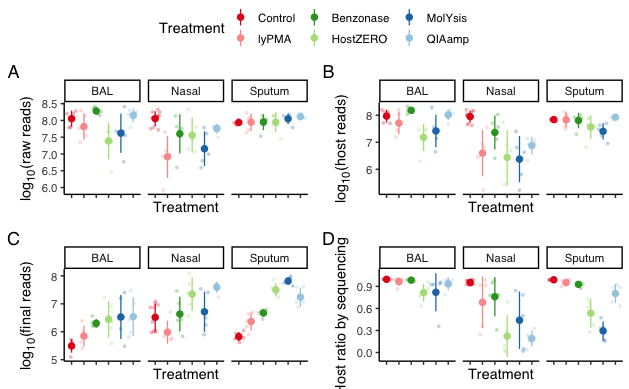 Treatment
Control
Benzonase
MolYsis
lyPMA
HostZERO
QIAamp
A
BAL
Nasal
Sputum
log10(raw reads)
8.5
8.0
7.5
7.0
6.5
6.0
Treatment
B
BAL
Nasal
Sputum
log10(host reads)
8
6
Treatment
C
BAL
Nasal
Sputum
log10(final reads)
8
7
6
5
Treatment
D
BAL
Nasal
Sputum
Host ratio by sequencing
0.9
0.6
0.3
0.0
Treatment